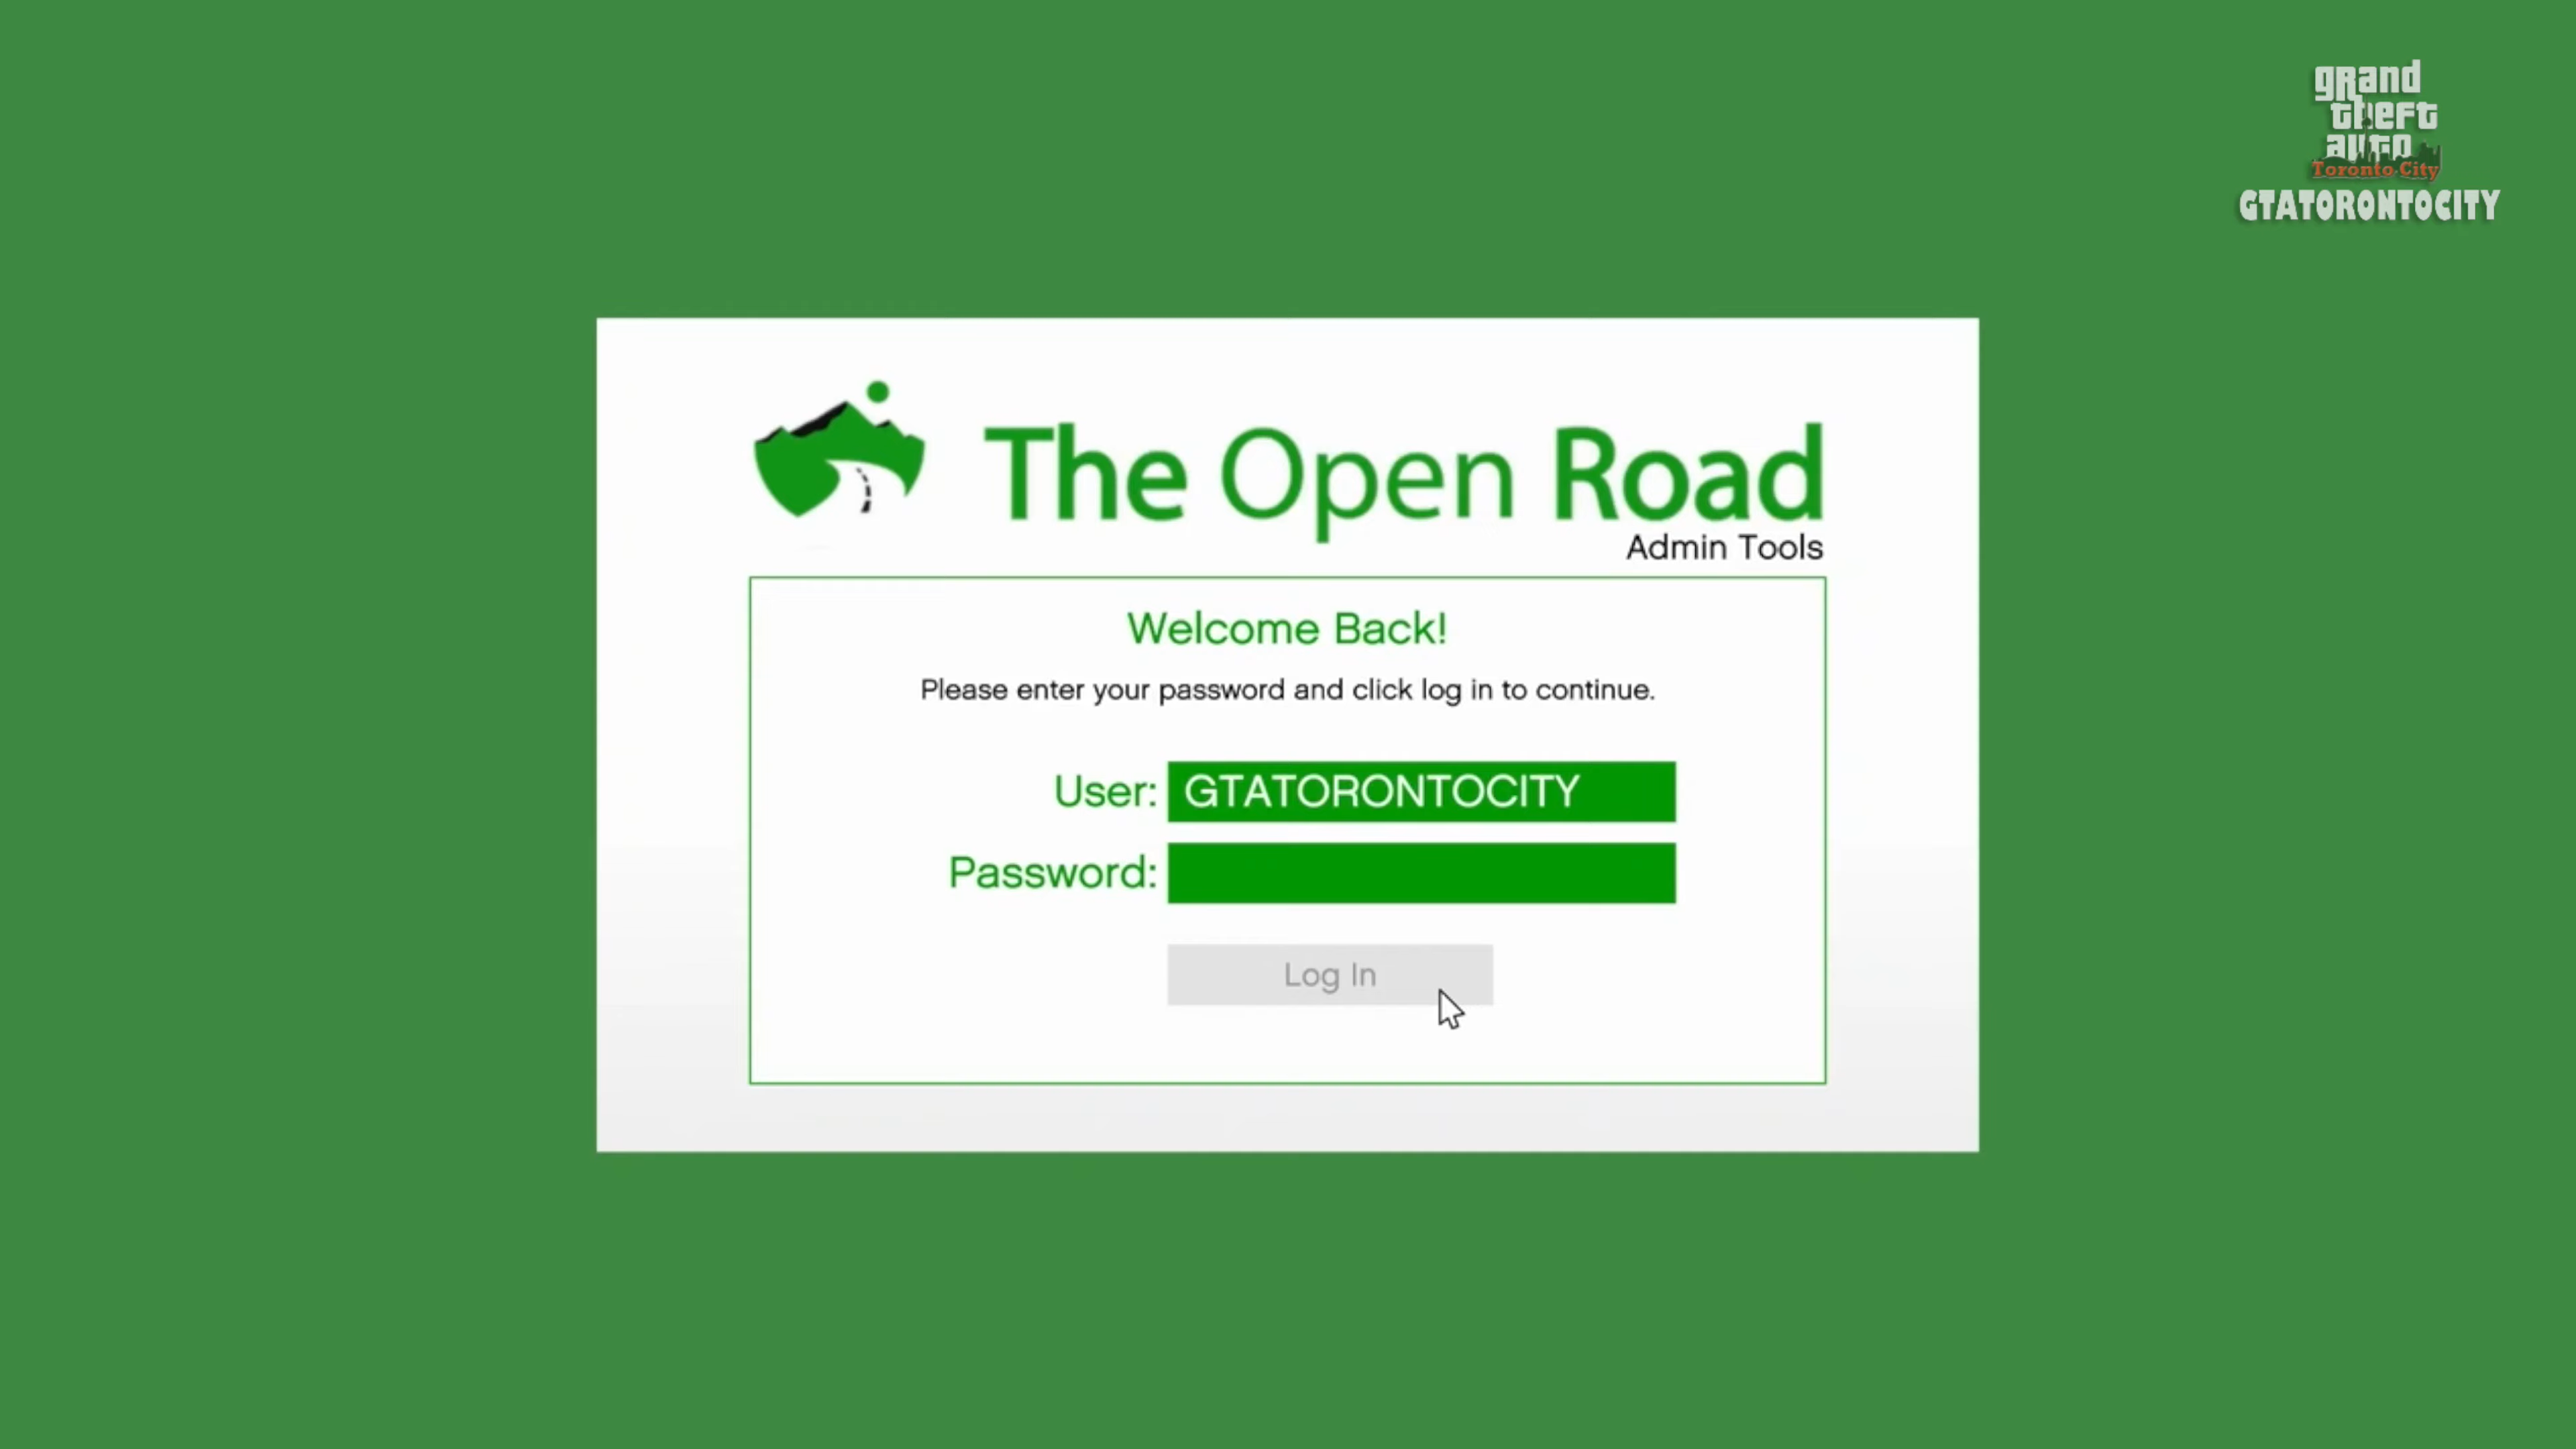 grand
theft
auto
Toronto City
GTATORONTOCITY
The Open Road
Admin Tools
Welcome Back!
Please enter your password and click log in to continue.
User: GTATORONTOCITY
Password:
Log In